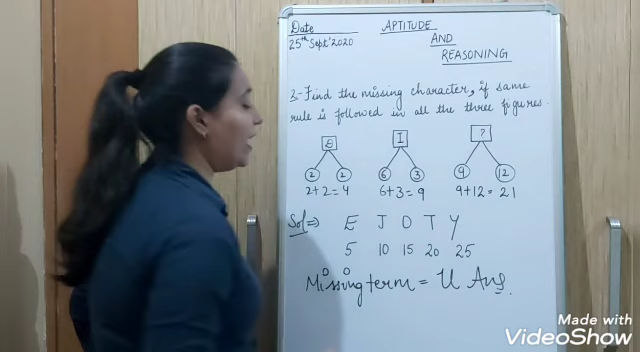 Date
25th Sept' 2020
APTITUDE
AND
REASONING
3- Find the missing character, if same
rule is followed in all the three figures.
D I ?
2 2 6 3 9 12
2+2=4 6+3=9 9+12=21
Sol⇒ E J O T Y
5 10 15 20 25
Missing term = U Ans.
Made with
VideoShow